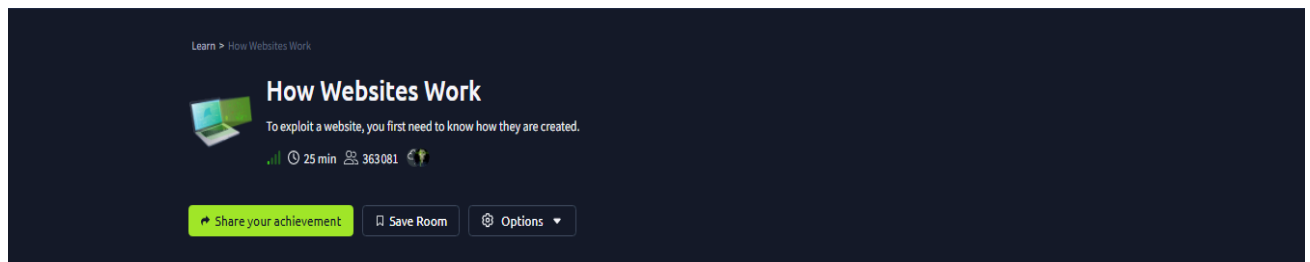 Learn > How Websites Work
How Websites Work
To exploit a website, you first need to know how they are created.
25 min 363081
Share your achievement Save Room Options